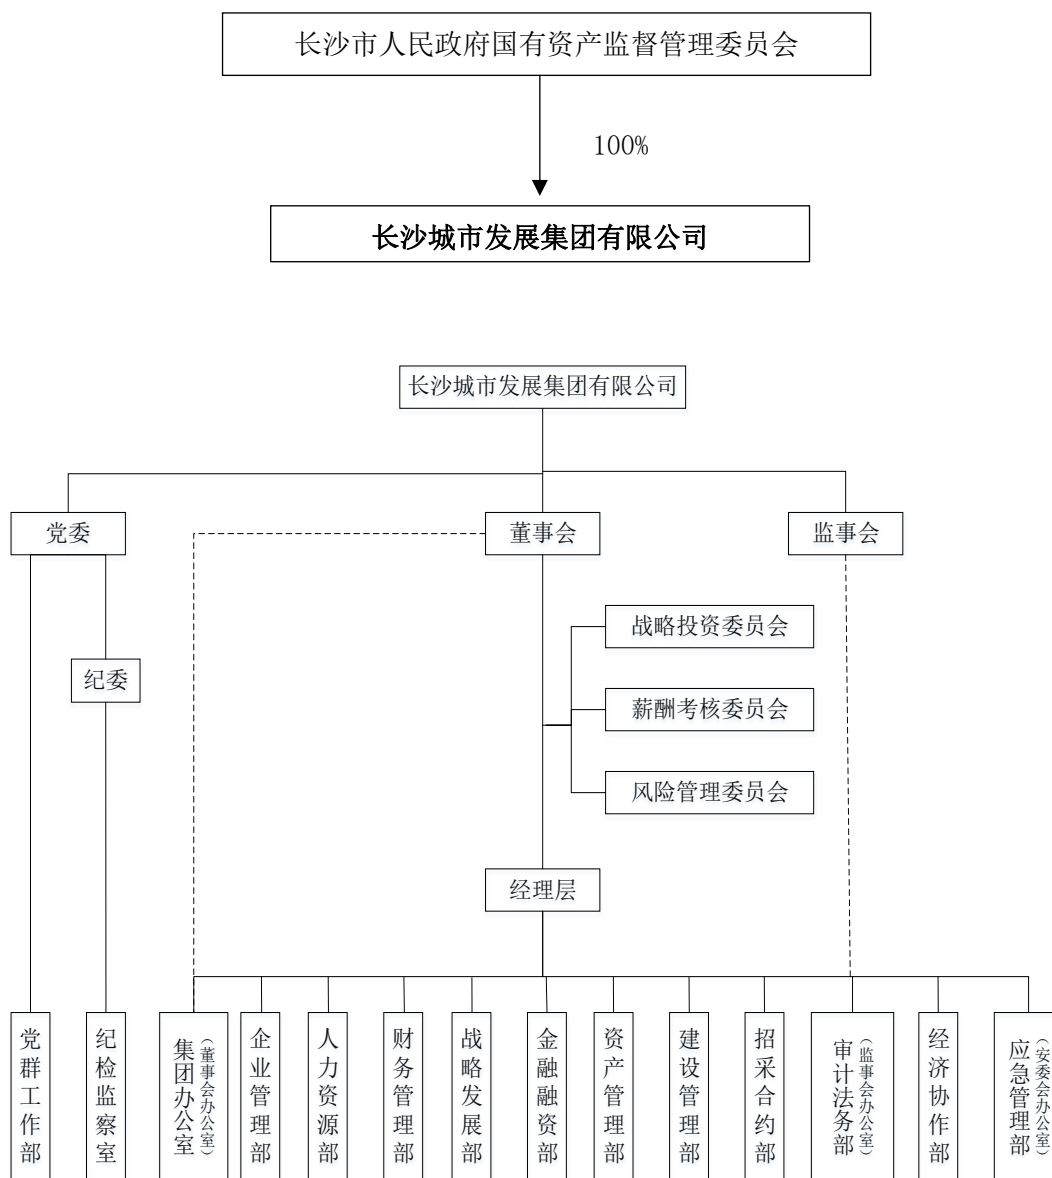 长沙市人民政府国有资产监督管理委员会
100%
长沙城市发展集团有限公司
长沙城市发展集团有限公司
党委
董事会
监事会
战略投资委员会
纪委
薪酬考核委员会
风险管理委员会
经理层
党群工作部
纪检监察室
集团办公室
（董事会办公室）
企业管理部
人力资源部
财务管理部
战略发展部
金融融资部
资产管理部
建设管理部
招采合约部
审计法务部
（监事会办公室）
经济协作部
应急管理部
（安委会办公室）